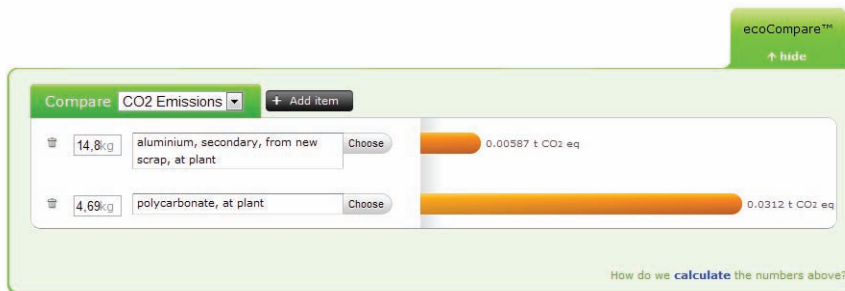 ecoCompare™
↑ hide
Compare CO2 Emissions + Add item
14,8kg aluminium, secondary, from new scrap, at plant Choose 0.00587 t CO2 eq
4,69kg polycarbonate, at plant Choose 0.0312 t CO2 eq
How do we calculate the numbers above?